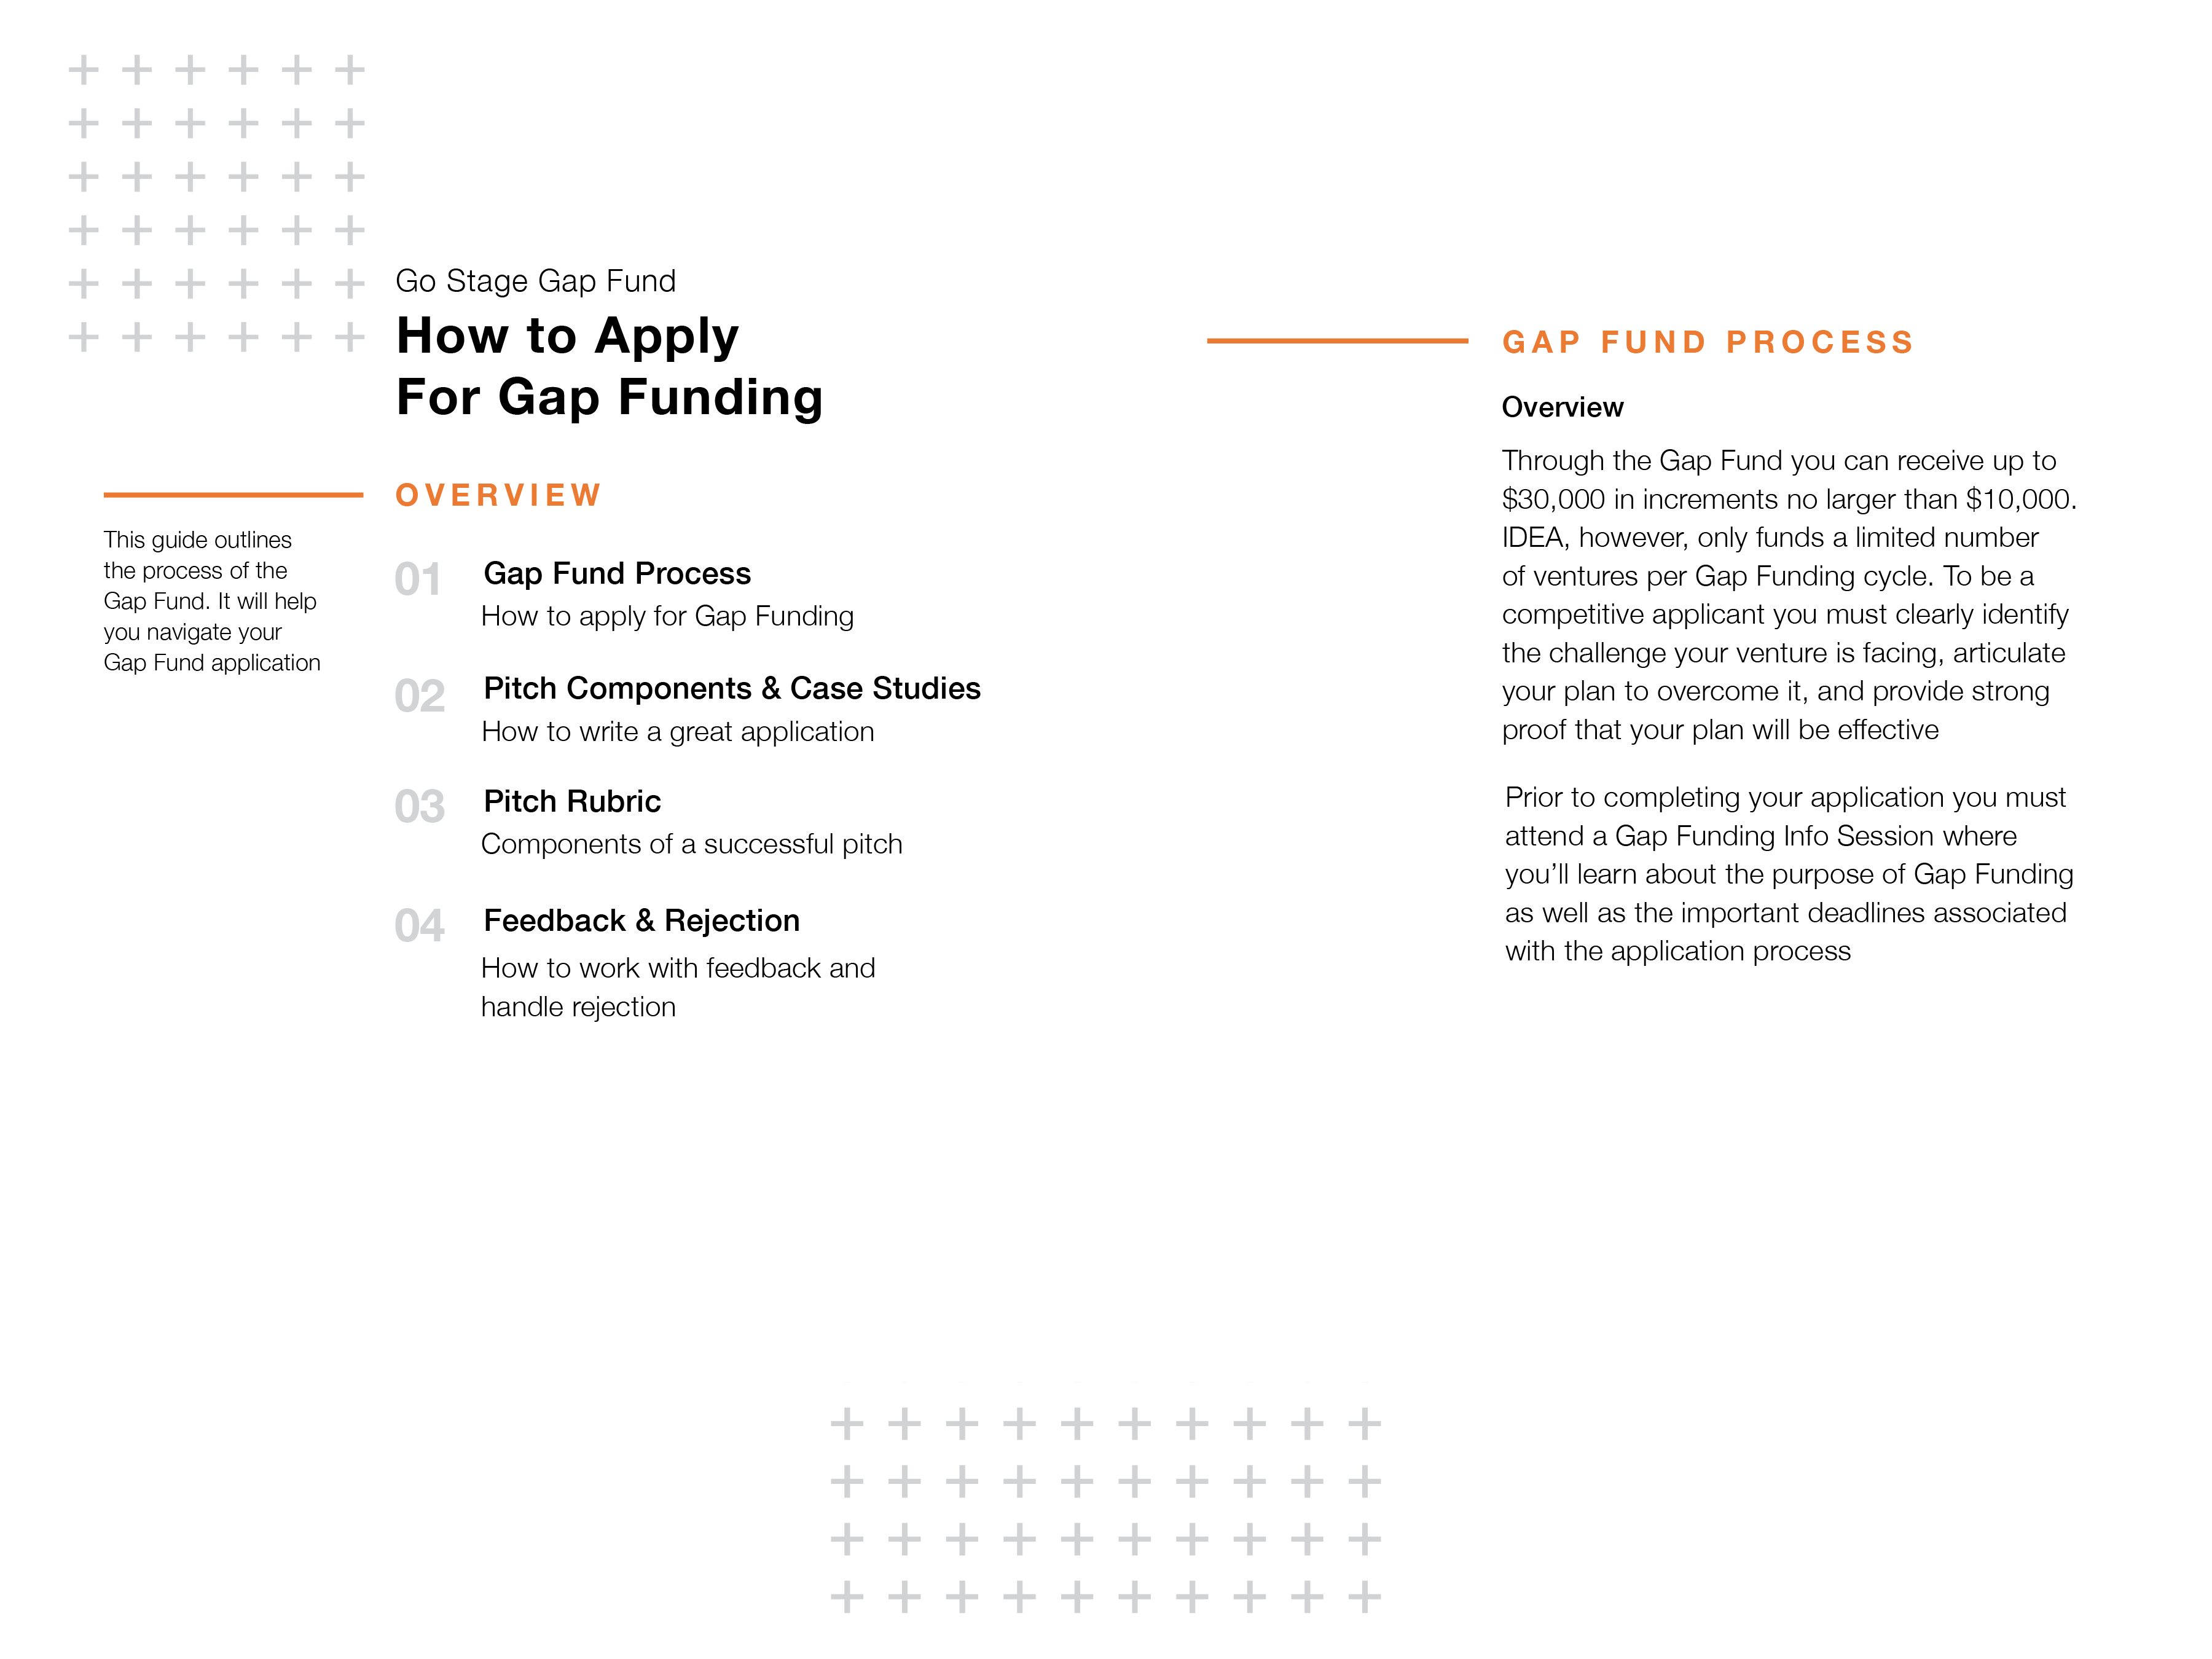 Go Stage Gap Fund
How to Apply
For Gap Funding
OVERVIEW
This guide outlines
the process of the
Gap Fund. It will help
you navigate your
Gap Fund application
01
Gap Fund Process
How to apply for Gap Funding
02
Pitch Components & Case Studies
How to write a great application
03
Pitch Rubric
Components of a successful pitch
04
Feedback & Rejection
How to work with feedback and
handle rejection
GAP FUND PROCESS
Overview
Through the Gap Fund you can receive up to
$30,000 in increments no larger than $10,000.
IDEA, however, only funds a limited number
of ventures per Gap Funding cycle. To be a
competitive applicant you must clearly identify
the challenge your venture is facing, articulate
your plan to overcome it, and provide strong
proof that your plan will be effective
Prior to completing your application you must
attend a Gap Funding Info Session where
you’ll learn about the purpose of Gap Funding
as well as the important deadlines associated
with the application process